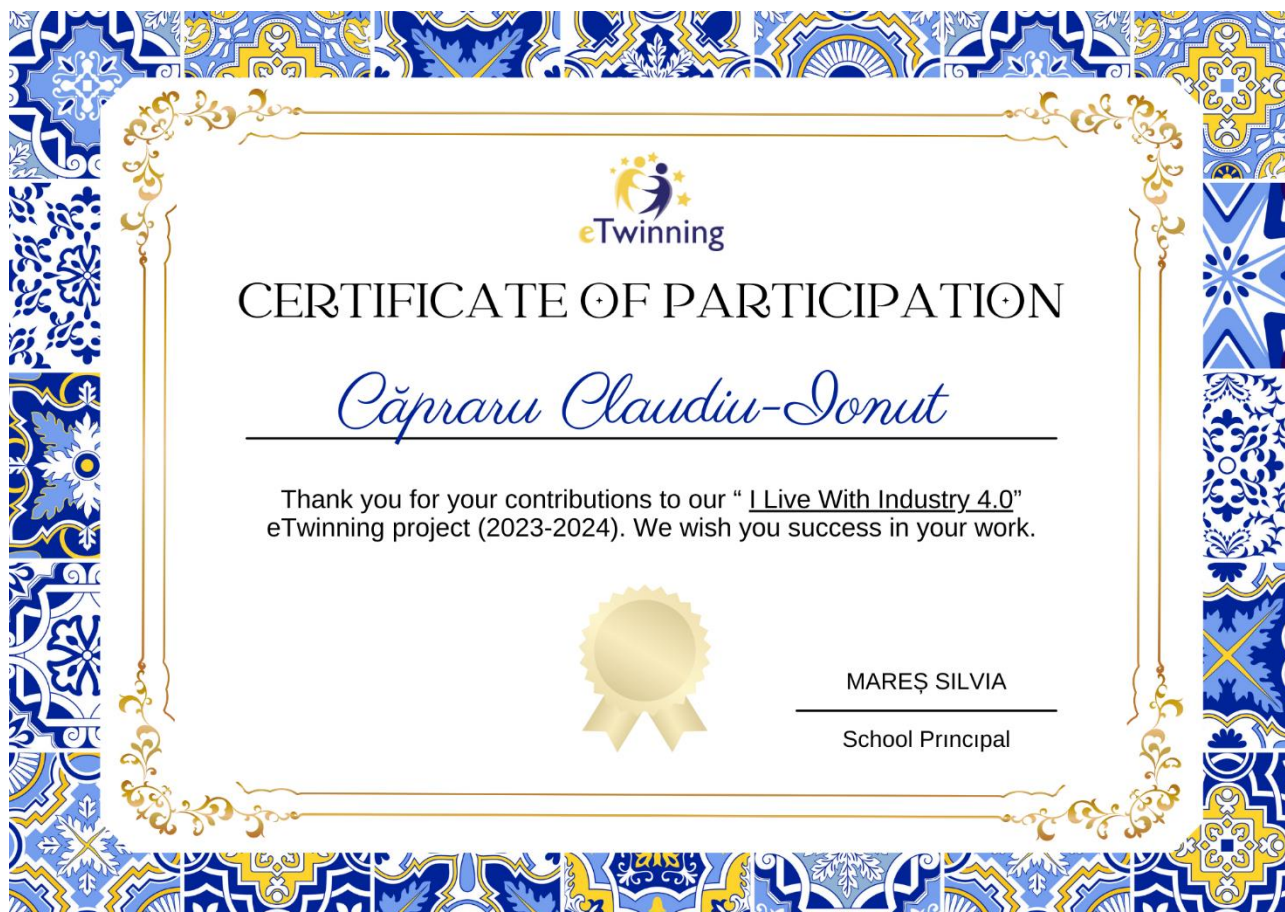 eTwinning
CERTIFICATE OF PARTICIPATION
Căpraru Claudiu-Ionut
Thank you for your contributions to our “ I Live With Industry 4.0”
eTwinning project (2023-2024). We wish you success in your work.
MAREȘ SILVIA
School Prıncıpal